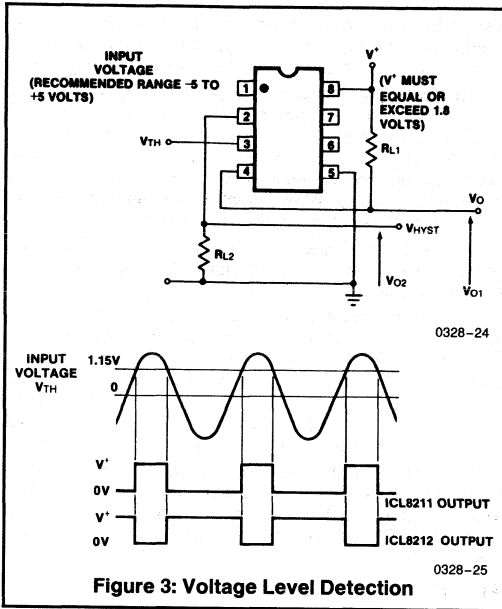 INPUT
VOLTAGE
(RECOMMENDED RANGE –5 TO
+5 VOLTS)
V+
(V+ MUST
EQUAL OR
EXCEED 1.8
VOLTS)
1
2
3
4
8
7
6
5
VTH
RL1
VO
VHYST
RL2
VO2
VO1
0328-24
INPUT
VOLTAGE
VTH
1.15V
0
V+
0V
ICL8211 OUTPUT
V+
0V
ICL8212 OUTPUT
0328-25
Figure 3: Voltage Level Detection